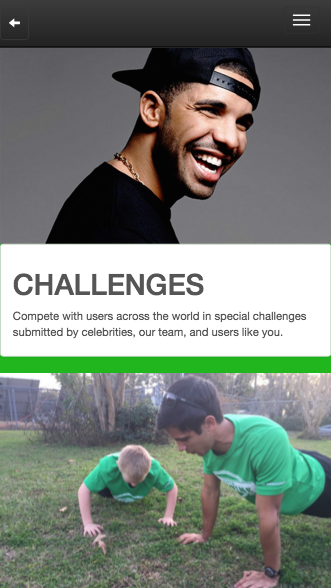 CHALLENGES
Compete with users across the world in special challenges
submitted by celebrities, our team, and users like you.